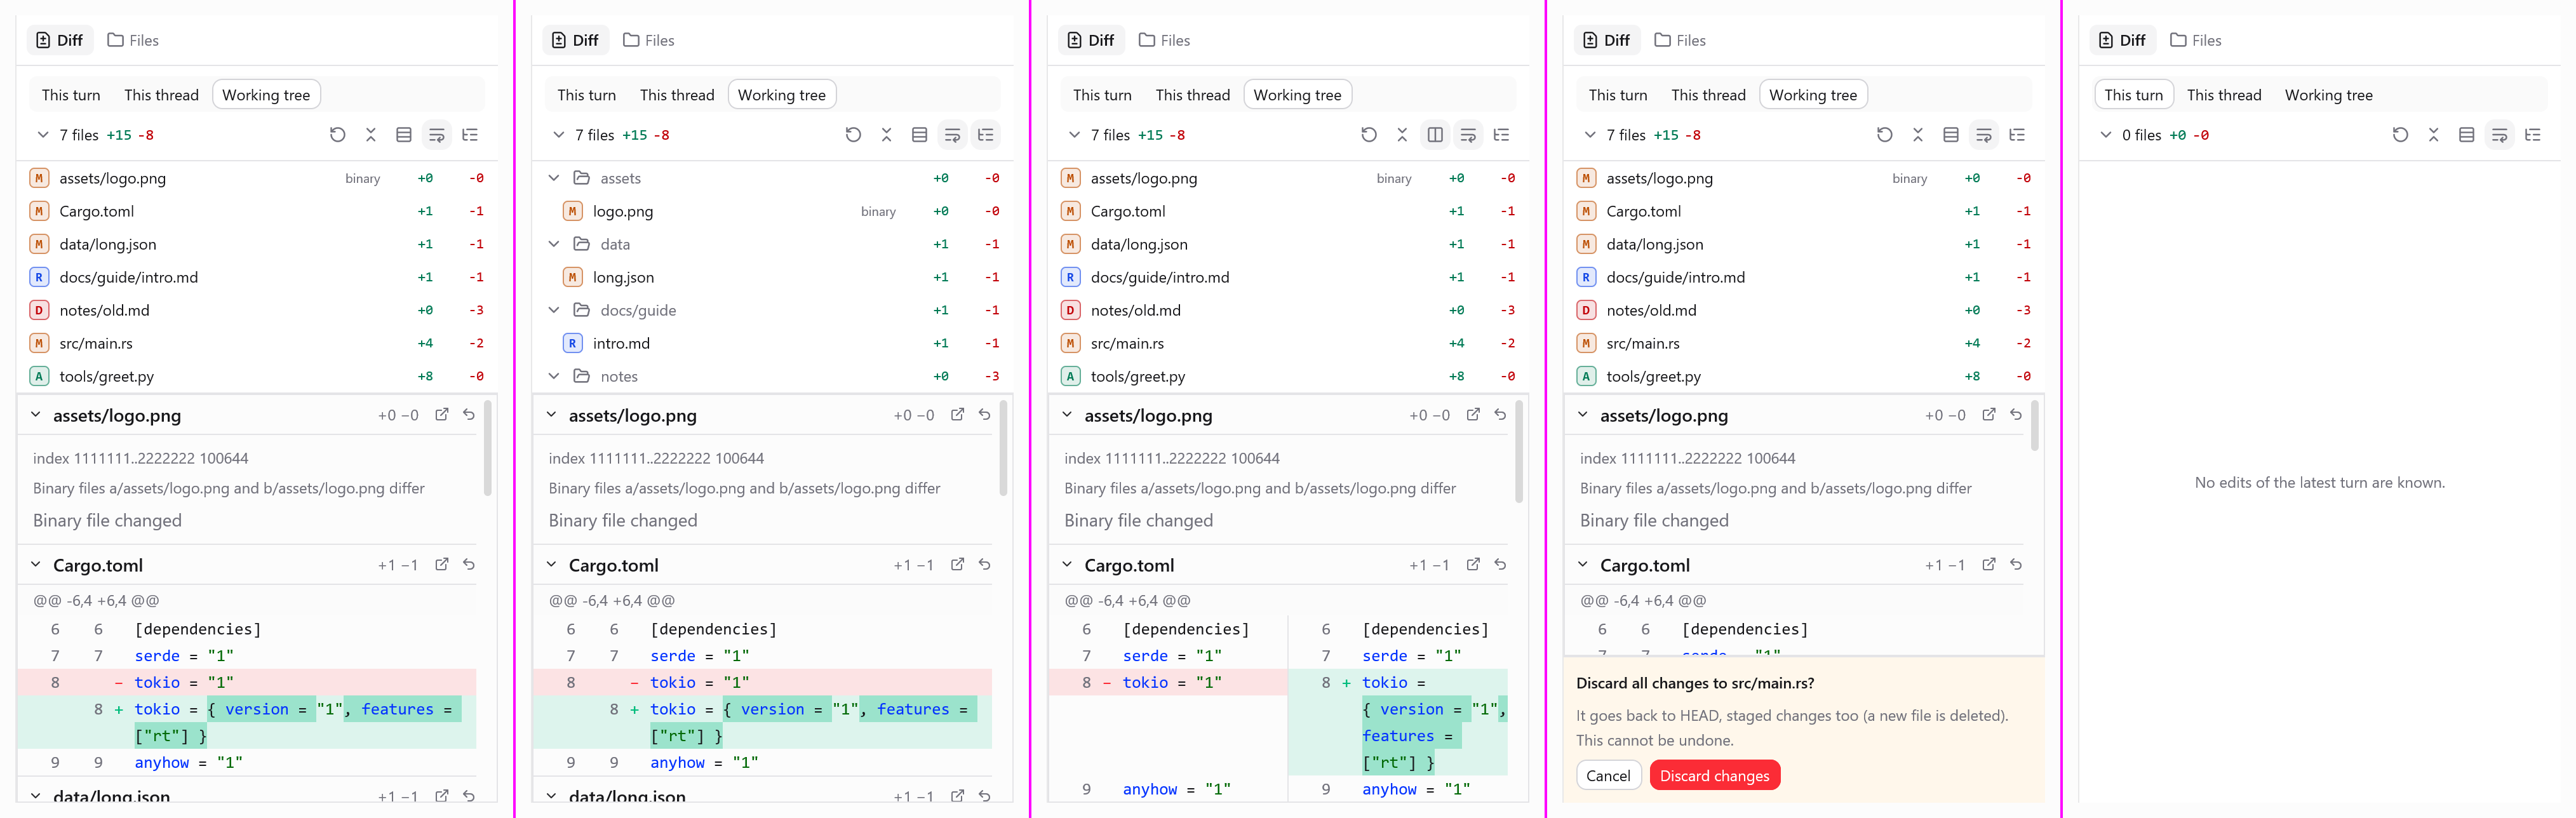 Diff Files
This turn This thread Working tree
7 files +15 -8
M assets/logo.png binary +0 -0
M Cargo.toml +1 -1
M data/long.json +1 -1
R docs/guide/intro.md +1 -1
D notes/old.md +0 -3
M src/main.rs +4 -2
A tools/greet.py +8 -0
assets/logo.png +0 −0
index 1111111..2222222 100644
Binary files a/assets/logo.png and b/assets/logo.png differ
Binary file changed
Cargo.toml +1 −1
@@ -6,4 +6,4 @@
6 6 [dependencies]
7 7 serde = "1"
8 - tokio = "1"
8 + tokio = { version = "1", features =
["rt"] }
9 9 anyhow = "1"
data/long.json +1 −1
Diff Files
This turn This thread Working tree
7 files +15 -8
assets +0 -0
M logo.png binary +0 -0
data +1 -1
M long.json +1 -1
docs/guide +1 -1
R intro.md +1 -1
notes +0 -3
assets/logo.png +0 −0
index 1111111..2222222 100644
Binary files a/assets/logo.png and b/assets/logo.png differ
Binary file changed
Cargo.toml +1 −1
@@ -6,4 +6,4 @@
6 6 [dependencies]
7 7 serde = "1"
8 - tokio = "1"
8 + tokio = { version = "1", features =
["rt"] }
9 9 anyhow = "1"
data/long.json +1 −1
Diff Files
This turn This thread Working tree
7 files +15 -8
M assets/logo.png binary +0 -0
M Cargo.toml +1 -1
M data/long.json +1 -1
R docs/guide/intro.md +1 -1
D notes/old.md +0 -3
M src/main.rs +4 -2
A tools/greet.py +8 -0
assets/logo.png +0 −0
index 1111111..2222222 100644
Binary files a/assets/logo.png and b/assets/logo.png differ
Binary file changed
Cargo.toml +1 −1
@@ -6,4 +6,4 @@
6 [dependencies] 6 [dependencies]
7 serde = "1" 7 serde = "1"
8 - tokio = "1" 8 + tokio =
{ version = "1",
features =
["rt"] }
9 anyhow = "1" 9 anyhow = "1"
Diff Files
This turn This thread Working tree
7 files +15 -8
M assets/logo.png binary +0 -0
M Cargo.toml +1 -1
M data/long.json +1 -1
R docs/guide/intro.md +1 -1
D notes/old.md +0 -3
M src/main.rs +4 -2
A tools/greet.py +8 -0
assets/logo.png +0 −0
index 1111111..2222222 100644
Binary files a/assets/logo.png and b/assets/logo.png differ
Binary file changed
Cargo.toml +1 −1
@@ -6,4 +6,4 @@
6 6 [dependencies]
7 7 serde = "1"
Discard all changes to src/main.rs?
It goes back to HEAD, staged changes too (a new file is deleted).
This cannot be undone.
Cancel Discard changes
Diff Files
This turn This thread Working tree
0 files +0 -0
No edits of the latest turn are known.